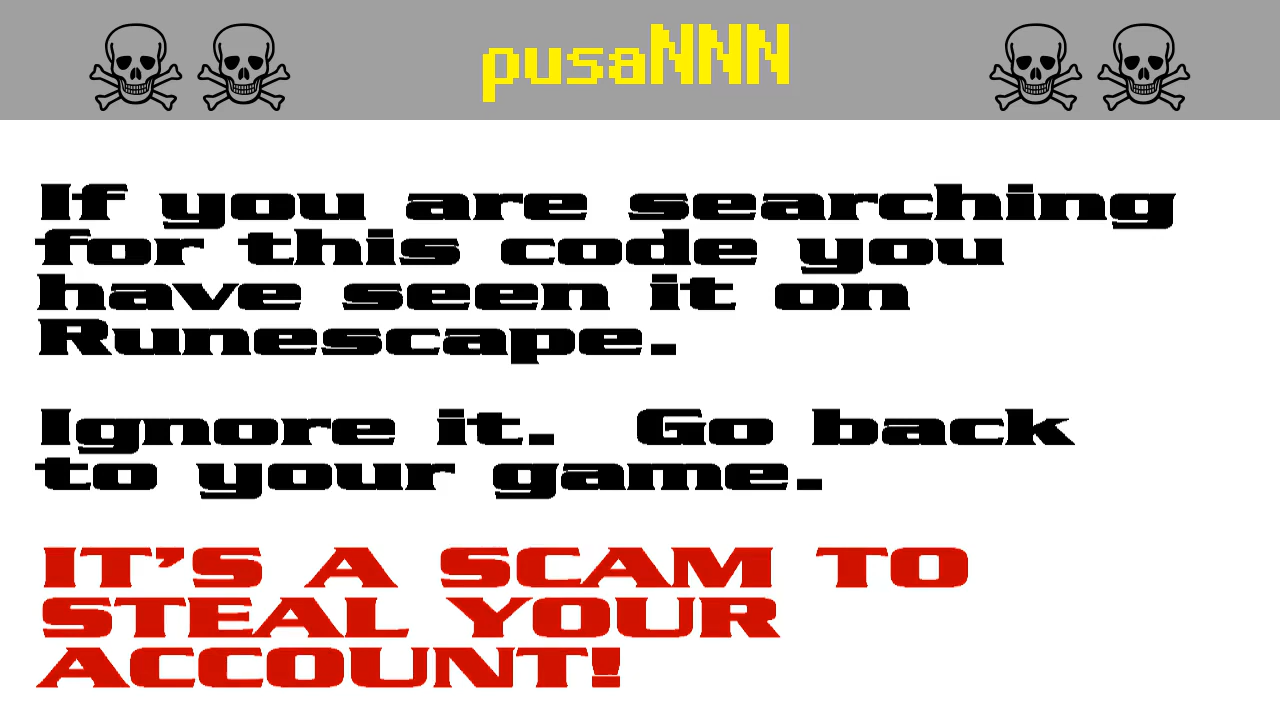 pusaNNN
If you are searching
for this code you
have seen it on
Runescape.
Ignore it. Go back
to your game.
IT'S A SCAM TO
STEAL YOUR
ACCOUNT!